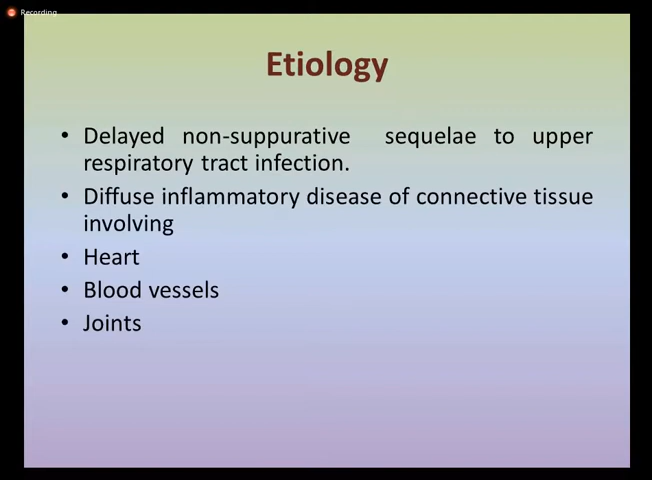 Recording
Etiology
• Delayed non-suppurative sequelae to upper
respiratory tract infection.
• Diffuse inflammatory disease of connective tissue
involving
• Heart
• Blood vessels
• Joints